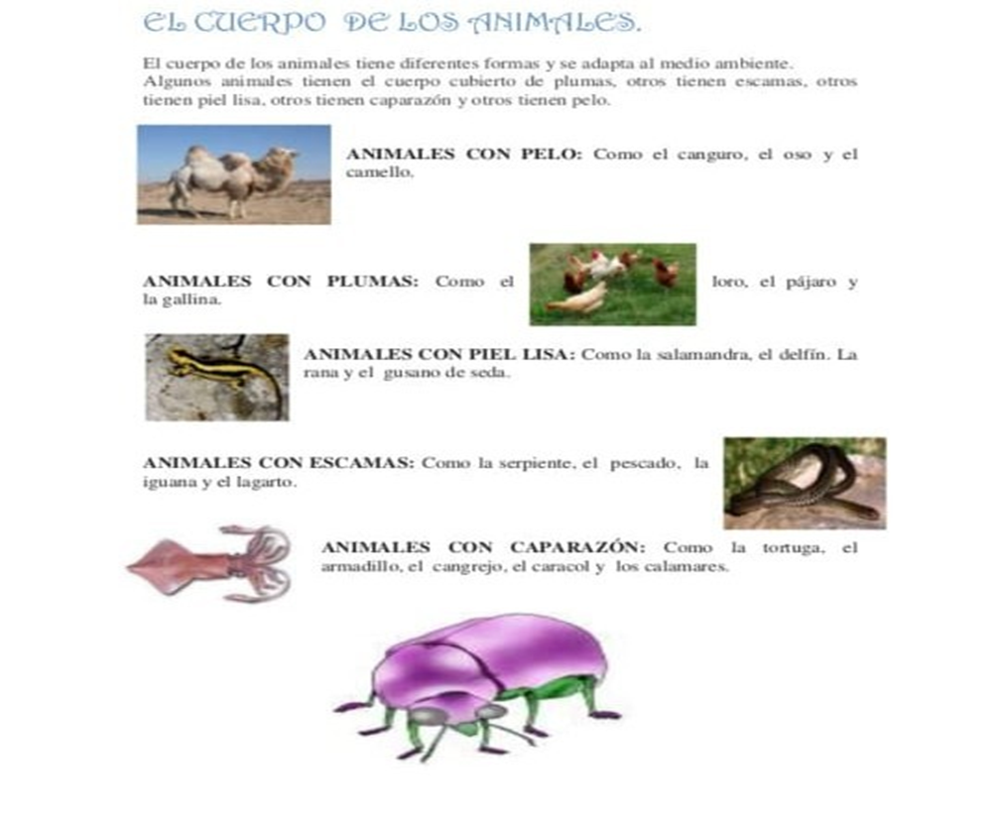 EL CUERPO DE LOS ANIMALES.
El cuerpo de los animales tiene diferentes formas y se adapta al medio ambiente.
Algunos animales tienen el cuerpo cubierto de plumas, otros tienen escamas, otros
tienen piel lisa, otros tienen caparazón y otros tienen pelo.
ANIMALES CON PELO: Como el canguro, el oso y el
camello.
ANIMALES CON PLUMAS: Como el loro, el pájaro y
la gallina.
ANIMALES CON PIEL LISA: Como la salamandra, el delfín. La
rana y el gusano de seda.
ANIMALES CON ESCAMAS: Como la serpiente, el pescado, la
iguana y el lagarto.
ANIMALES CON CAPARAZÓN: Como la tortuga, el
armadillo, el cangrejo, el caracol y los calamares.